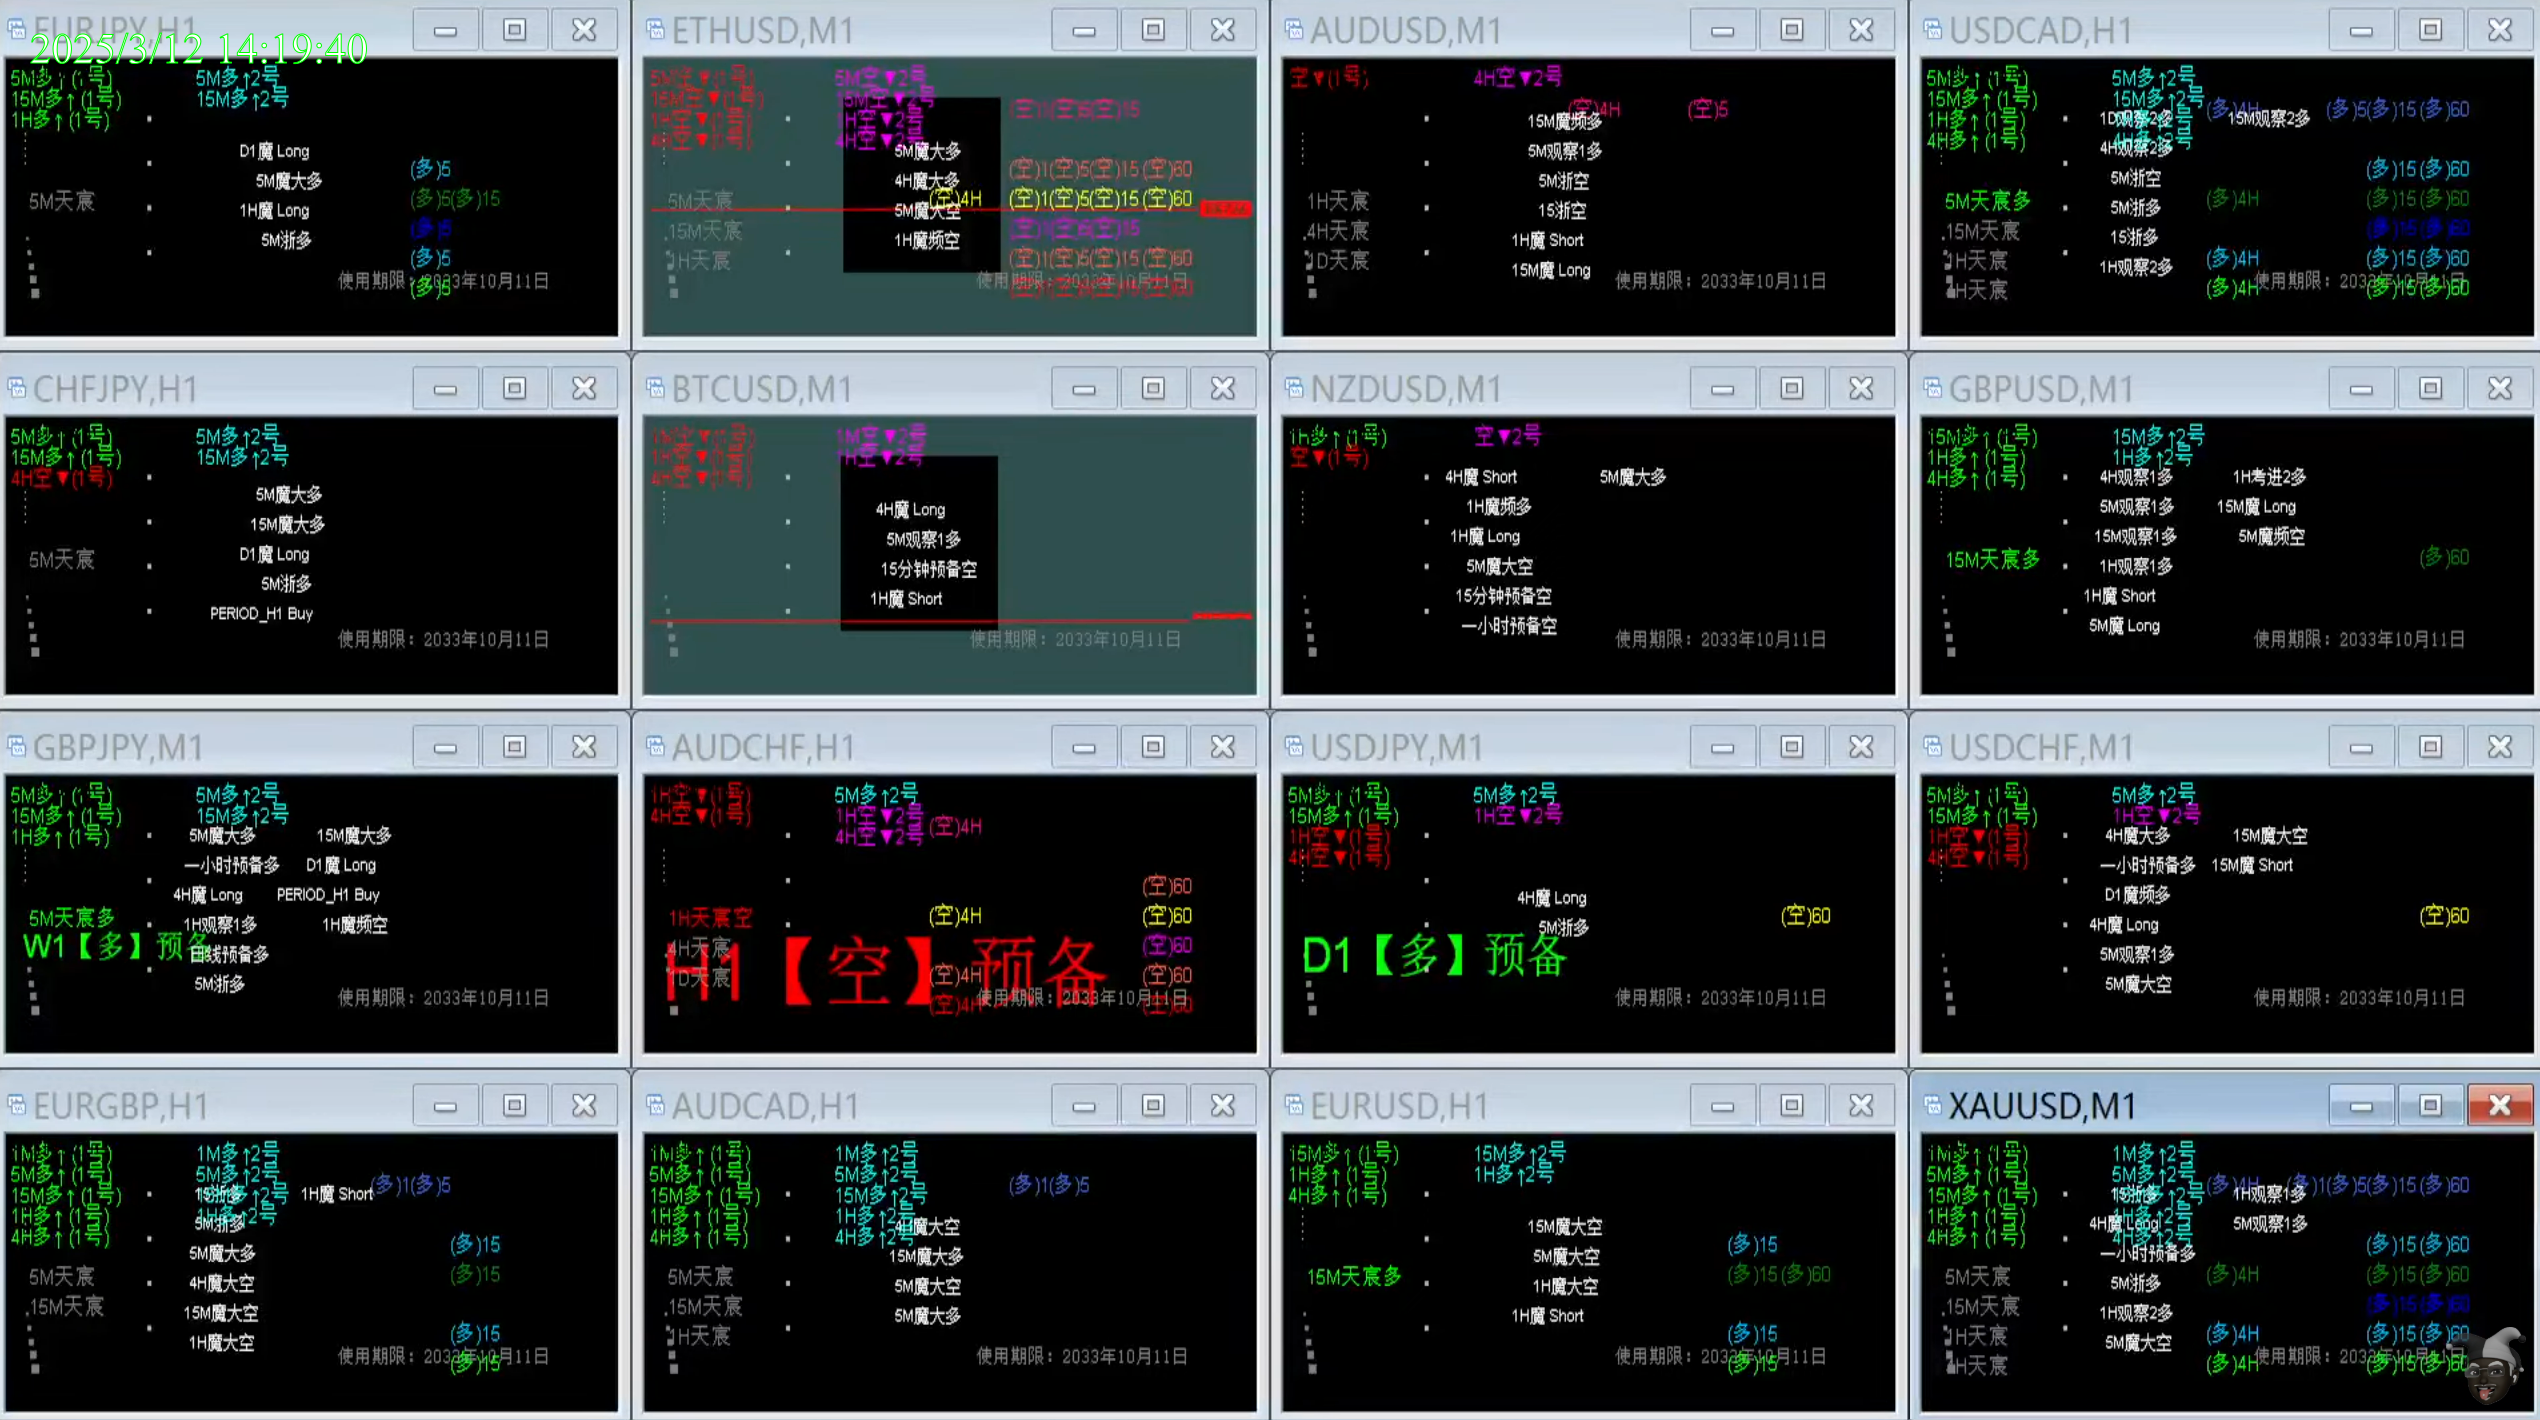 EURJPY,H1
2025/3/12 14:19:40
5M多↑(1号) 5M多↑2号
15M多↑(1号) 15M多↑2号
1H多↑(1号)
D1魔 Long
(多)5
5M魔大多
5M天宸 (多)5(多)15
1H魔 Long
(多)5
5M浙多
(多)5
使用期限：2033年10月11日
(多)5
ETHUSD,M1
5M空▼(1号) 5M空▼2号
15M空▼(1号) 15M空▼2号
(空)1(空)5(空)15
1H空▼(1号) 1H空▼2号
4H空▼(1号) 4H空▼2号
5M魔大多
(空)1(空)5(空)15(空)60
4H魔大多
5M天宸 (空)4H (空)1(空)5(空)15(空)60
5M魔大空
.15M天宸 (空)1(空)5(空)15
1H魔频空
1H天宸 (空)1(空)5(空)15(空)60
使用期限：2033年10月11日
AUDUSD,M1
空▼(1号) 4H空▼2号
(空)4H (空)5
15M魔频多
5M观察1多
5M浙空
1H天宸
15浙空
.4H天宸
1H魔 Short
1D天宸
15M魔 Long
使用期限：2033年10月11日
USDCAD,H1
5M多↑(1号) 5M多↑2号
15M多↑(1号) 15M多↑2号
(多)4H (多)5(多)15(多)60
1H多↑(1号) 15M观察2多
4H多↑(1号) 4H↑2号
4H观察2多
(多)15(多)60
5M浙空
5M天宸多 (多)4H (多)15(多)60
5M浙多
.15M天宸 (多)15(多)60
15浙多
1H天宸 (多)4H (多)15(多)60
1H观察2多
4H天宸 (多)4H (多)15(多)60
使用期限：2033年10月11日
CHFJPY,H1
5M多↑(1号) 5M多↑2号
15M多↑(1号) 15M多↑2号
4H空▼(1号)
5M魔大多
15M魔大多
5M天宸
D1魔 Long
5M浙多
PERIOD_H1 Buy
使用期限：2033年10月11日
BTCUSD,M1
1M空▼(1号) 1M空▼2号
1H空▼(1号) 1H空▼2号
4H空▼(1号)
4H魔 Long
5M观察1多
15分钟预备空
1H魔 Short
使用期限：2033年10月11日
NZDUSD,M1
1H多↑(1号) 空▼2号
空▼(1号)
4H魔 Short 5M魔大多
1H魔频多
1H魔 Long
5M魔大空
15分钟预备空
一小时预备空
使用期限：2033年10月11日
GBPUSD,M1
15M多↑(1号) 15M多↑2号
1H多↑(1号) 1H多↑2号
4H多↑(1号)
4H观察1多 1H考进2多
5M观察1多 15M魔 Long
15M观察1多 5M魔频空
15M天宸多 (多)60
1H观察1多
1H魔 Short
5M魔 Long
使用期限：2033年10月11日
GBPJPY,M1
5M多↑(1号) 5M多↑2号
15M多↑(1号) 15M多↑2号
1H多↑(1号)
5M魔大多 15M魔大多
一小时预备多 D1魔 Long
4H魔 Long PERIOD_H1 Buy
5M天宸多
1H观察1多 1H魔频空
W1【多】预备
日线预备多
5M浙多
使用期限：2033年10月11日
AUDCHF,H1
1H空▼(1号) 5M多↑2号
4H空▼(1号) 1H空▼2号
4H空▼2号 (空)4H
(空)60
1H天宸空 (空)4H (空)60
4H天宸 (空)60
H1【空】预备
1D天宸 (空)4H (空)60
(空)4H (空)60
使用期限：2033年10月11日
USDJPY,M1
5M多↑(1号) 5M多↑2号
15M多↑(1号) 1H空▼2号
1H空▼(1号)
4H空▼(1号)
4H魔 Long
(空)60
5M浙多
D1【多】预备
使用期限：2033年10月11日
USDCHF,M1
5M多↑(1号) 5M多↑2号
15M多↑(1号) 1H空▼2号
1H空▼(1号)
4H空▼(1号)
4H魔大多 15M魔大空
一小时预备多 15M魔 Short
D1魔频多
4H魔 Long (空)60
5M观察1多
5M魔大空
使用期限：2033年10月11日
EURGBP,H1
1M多↑(1号) 1M多↑2号
5M多↑(1号) 5M多↑2号
15M多↑(1号) 1H魔 Short (多)1(多)5
1H多↑(1号) 1H多↑2号
5M浙多
4H多↑(1号)
(多)15
5M魔大多
5M天宸 (多)15
4H魔大空
.15M天宸
15M魔大空
(多)15
1H魔大空
使用期限：2033年10月11日
(多)15
AUDCAD,H1
1M多↑(1号) 1M多↑2号
5M多↑(1号) 5M多↑2号
(多)1(多)5
15M多↑(1号) 15M多↑2号
1H多↑(1号) 1H多↑2号
4H魔大空
4H多↑(1号) 4H多↑2号
15M魔大多
5M天宸
5M魔大空
.15M天宸
5M魔大多
1H天宸
使用期限：2033年10月11日
EURUSD,H1
15M多↑(1号) 15M多↑2号
1H多↑(1号) 1H多↑2号
4H多↑(1号)
15M魔大空
(多)15
5M魔大空
15M天宸多 (多)15(多)60
1H魔大空
1H魔 Short
(多)15
使用期限：2033年10月11日
(多)15
XAUUSD,M1
1M多↑(1号) 1M多↑2号
5M多↑(1号) 5M多↑2号
(多)4H (多)1(多)5(多)15(多)60
15M多↑(1号) 1H观察1多
1H多↑(1号) 1H多↑2号
4H魔 Long 5M观察1多
4H多↑(1号) 4H多↑2号
(多)15(多)60
一小时预备多
5M天宸 (多)4H (多)15(多)60
5M浙多
.15M天宸 (多)15(多)60
1H观察2多
1H天宸 (多)4H (多)15(多)60
5M魔大空
4H天宸 (多)4H (多)15(多)60
使用期限：2033年10月11日